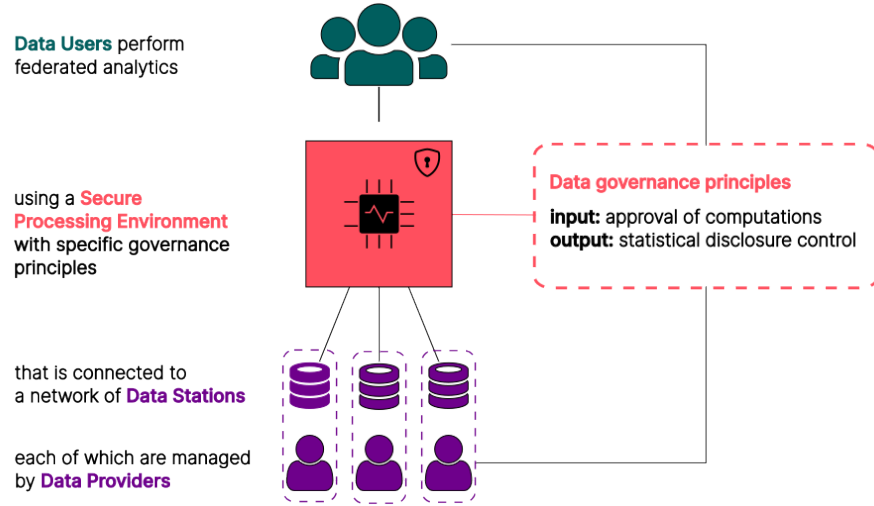 Data Users perform
federated analytics
using a Secure
Processing Environment
with specific governance
principles
Data governance principles
input: approval of computations
output: statistical disclosure control
that is connected to
a network of Data Stations
each of which are managed
by Data Providers